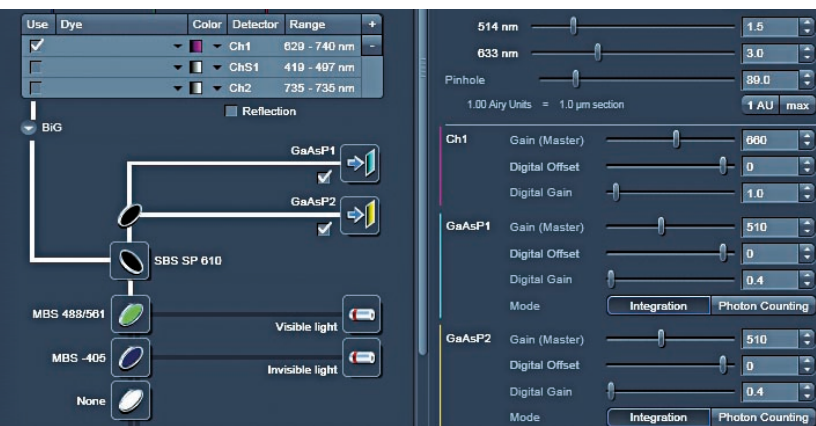 Use Dye Color Detector Range +
Ch1 629 - 740 nm -
ChS1 419 - 497 nm
Ch2 735 - 735 nm
Reflection
BiG
GaAsP1
GaAsP2
SBS SP 610
MBS 488/561
Visible light
MBS -405
Invisible light
None
514 nm 1.5
633 nm 3.0
Pinhole 89.0
1.00 Airy Units = 1.0 µm section 1 AU max
Ch1 Gain (Master) 660
Digital Offset 0
Digital Gain 1.0
GaAsP1 Gain (Master) 510
Digital Offset 0
Digital Gain 0.4
Mode Integration Photon Counting
GaAsP2 Gain (Master) 510
Digital Offset 0
Digital Gain 0.4
Mode Integration Photon Counting